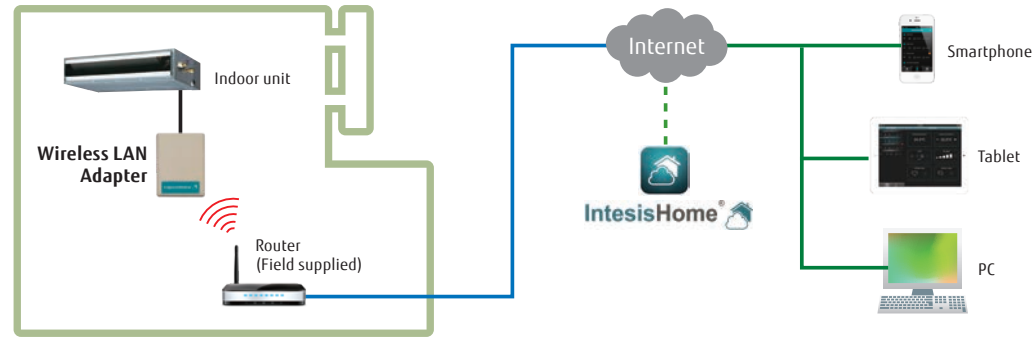 Indoor unit
Wireless LAN
Adapter
Router
(Field supplied)
Internet
IntesisHome®
Smartphone
Tablet
PC